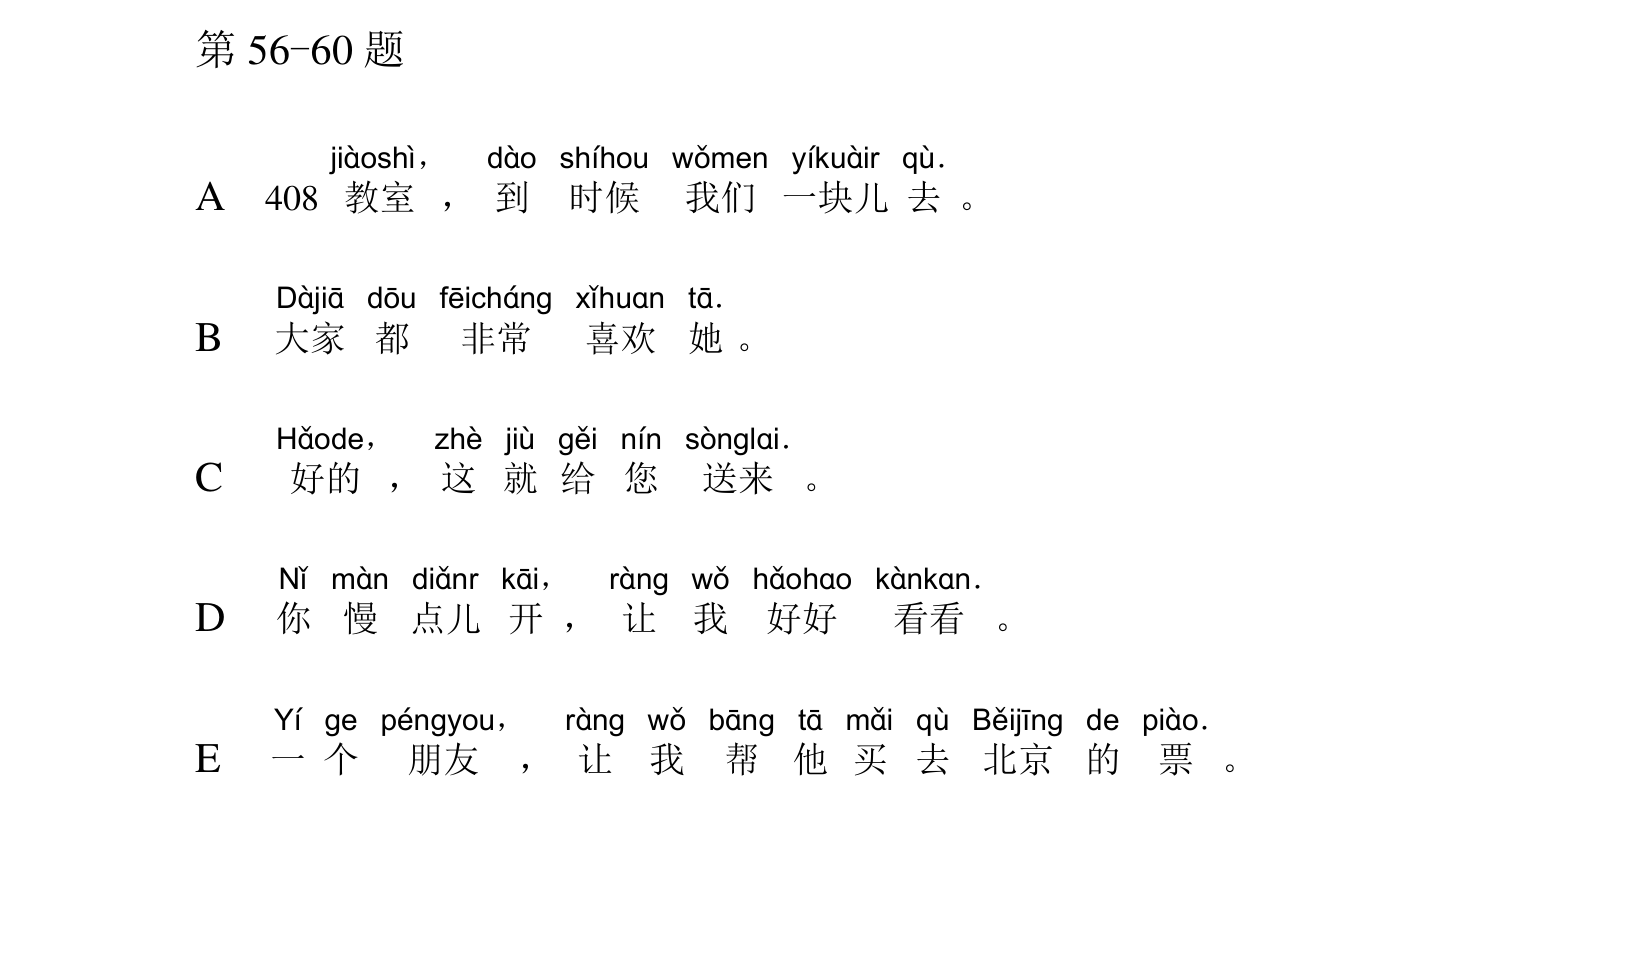 第 56-60 题
jiàoshì, dào shíhou wǒmen yíkuàir qù.
A 408 教室 , 到 时候 我们 一块儿 去 。
Dàjiā dōu fēicháng xǐhuan tā.
B 大家 都 非常 喜欢 她 。
Hǎode, zhè jiù gěi nín sònglai.
C 好的 , 这 就 给 您 送来 。
Nǐ màn diǎnr kāi, ràng wǒ hǎohao kànkan.
D 你 慢 点儿 开 , 让 我 好好 看看 。
Yí ge péngyou, ràng wǒ bāng tā mǎi qù Běijīng de piào.
E 一 个 朋友 , 让 我 帮 他 买 去 北京 的 票 。